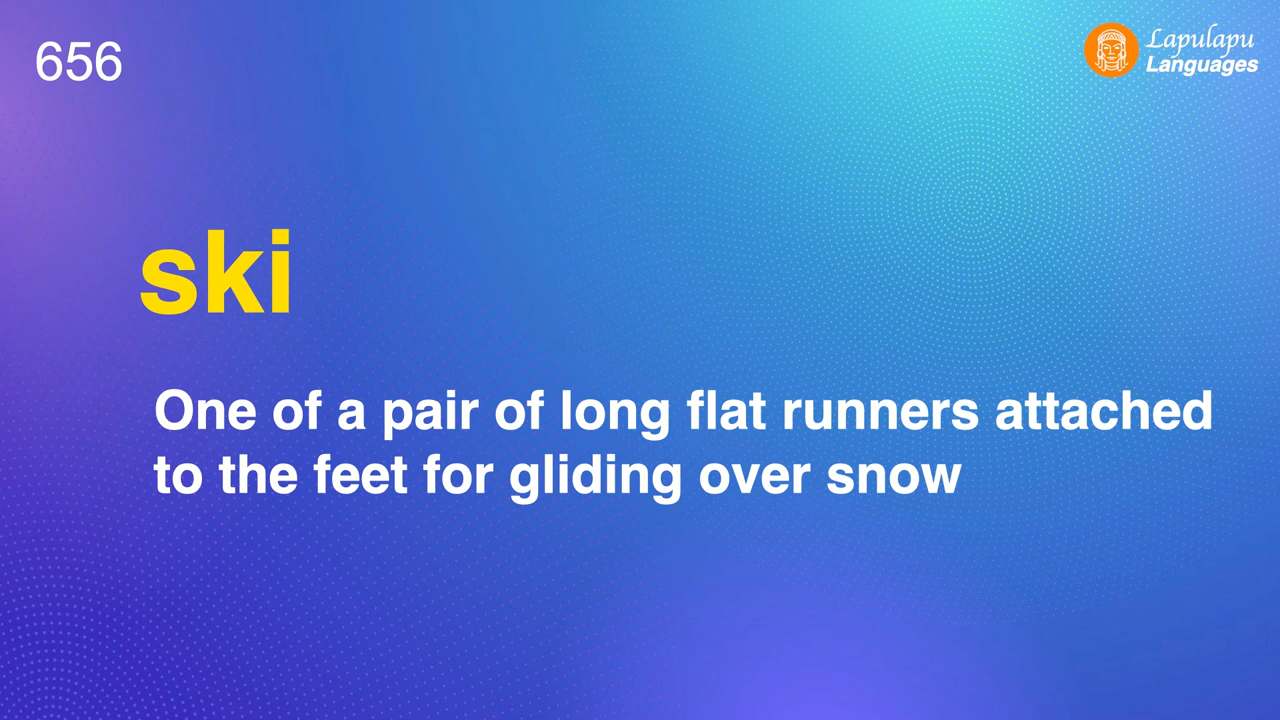 656
Lapulapu
Languages
ski
One of a pair of long flat runners attached
to the feet for gliding over snow